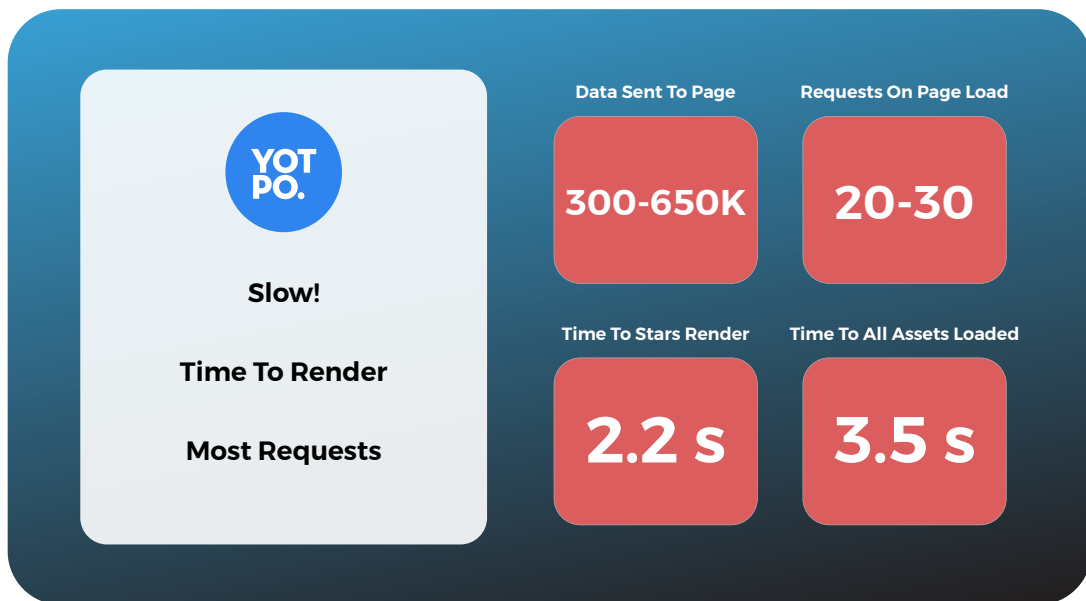 YOT
PO.
Slow!
Time To Render
Most Requests
Data Sent To Page
300-650K
Requests On Page Load
20-30
Time To Stars Render
2.2 s
Time To All Assets Loaded
3.5 s